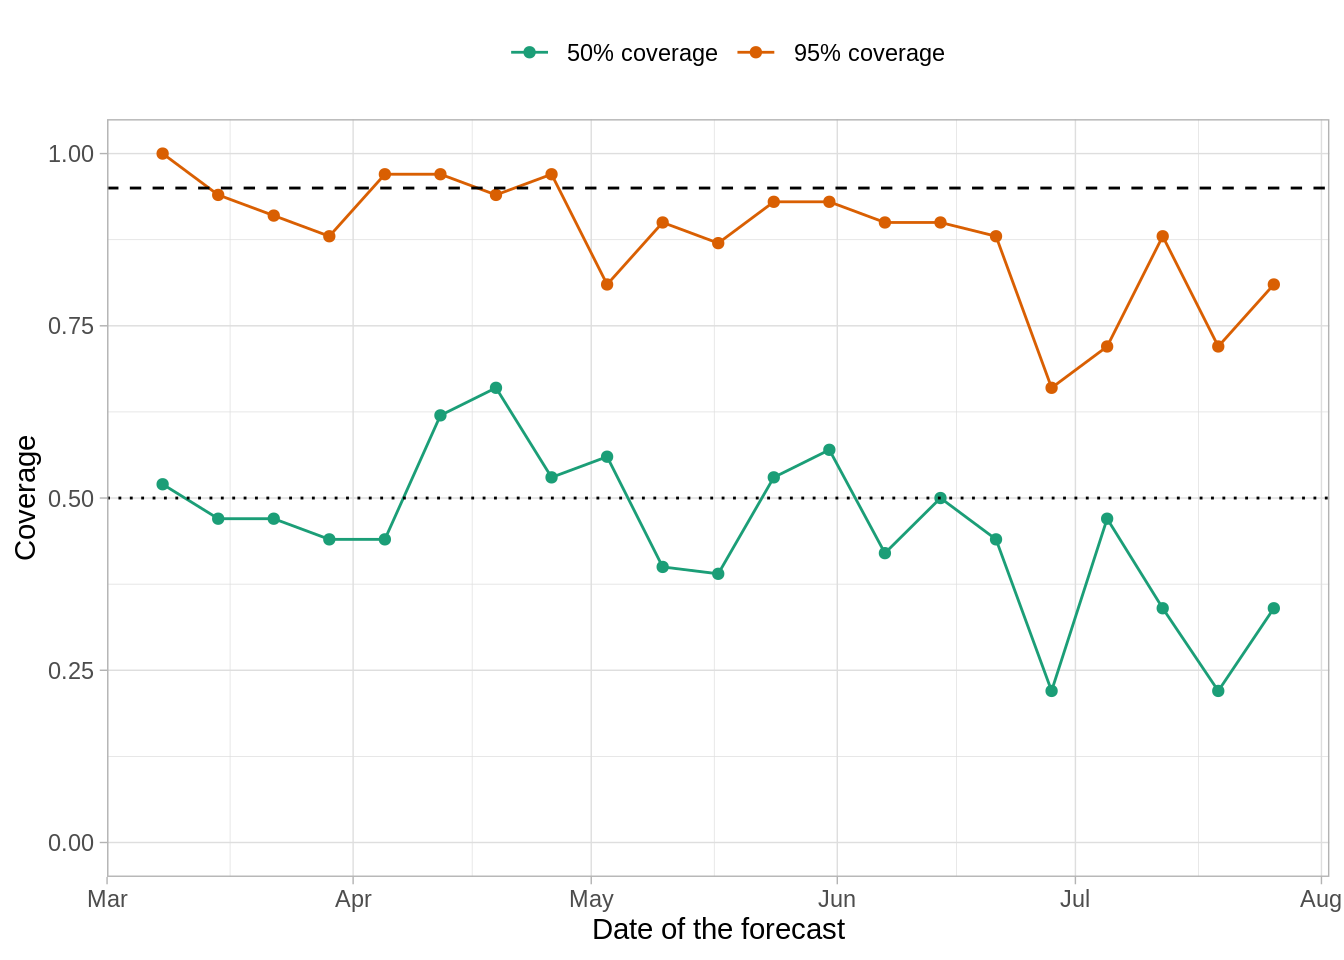 50% coverage 95% coverage
1.00
0.75
0.50
0.25
0.00
Coverage
Mar Apr May Jun Jul Aug
Date of the forecast